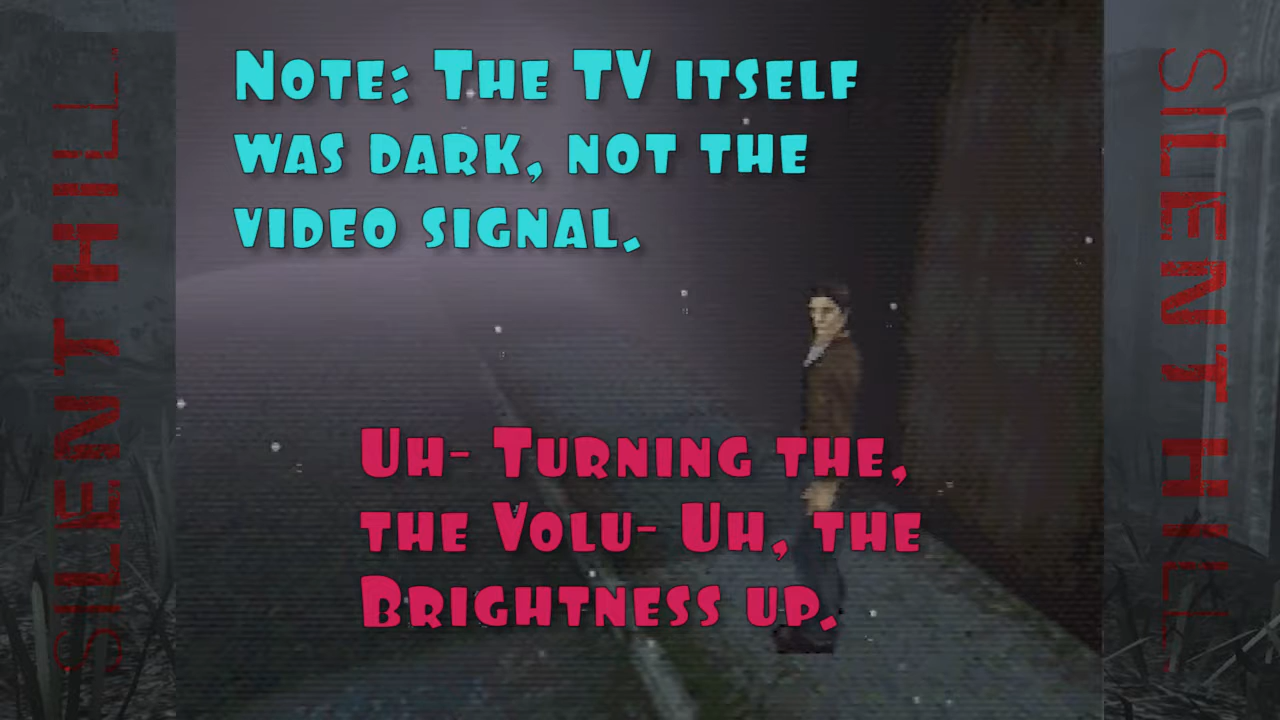 SILENT HILL
NOTE: THE TV ITSELF
WAS DARK, NOT THE
VIDEO SIGNAL.
UH- TURNING THE,
THE VOLU- UH, THE
BRIGHTNESS UP.
SILENT HILL